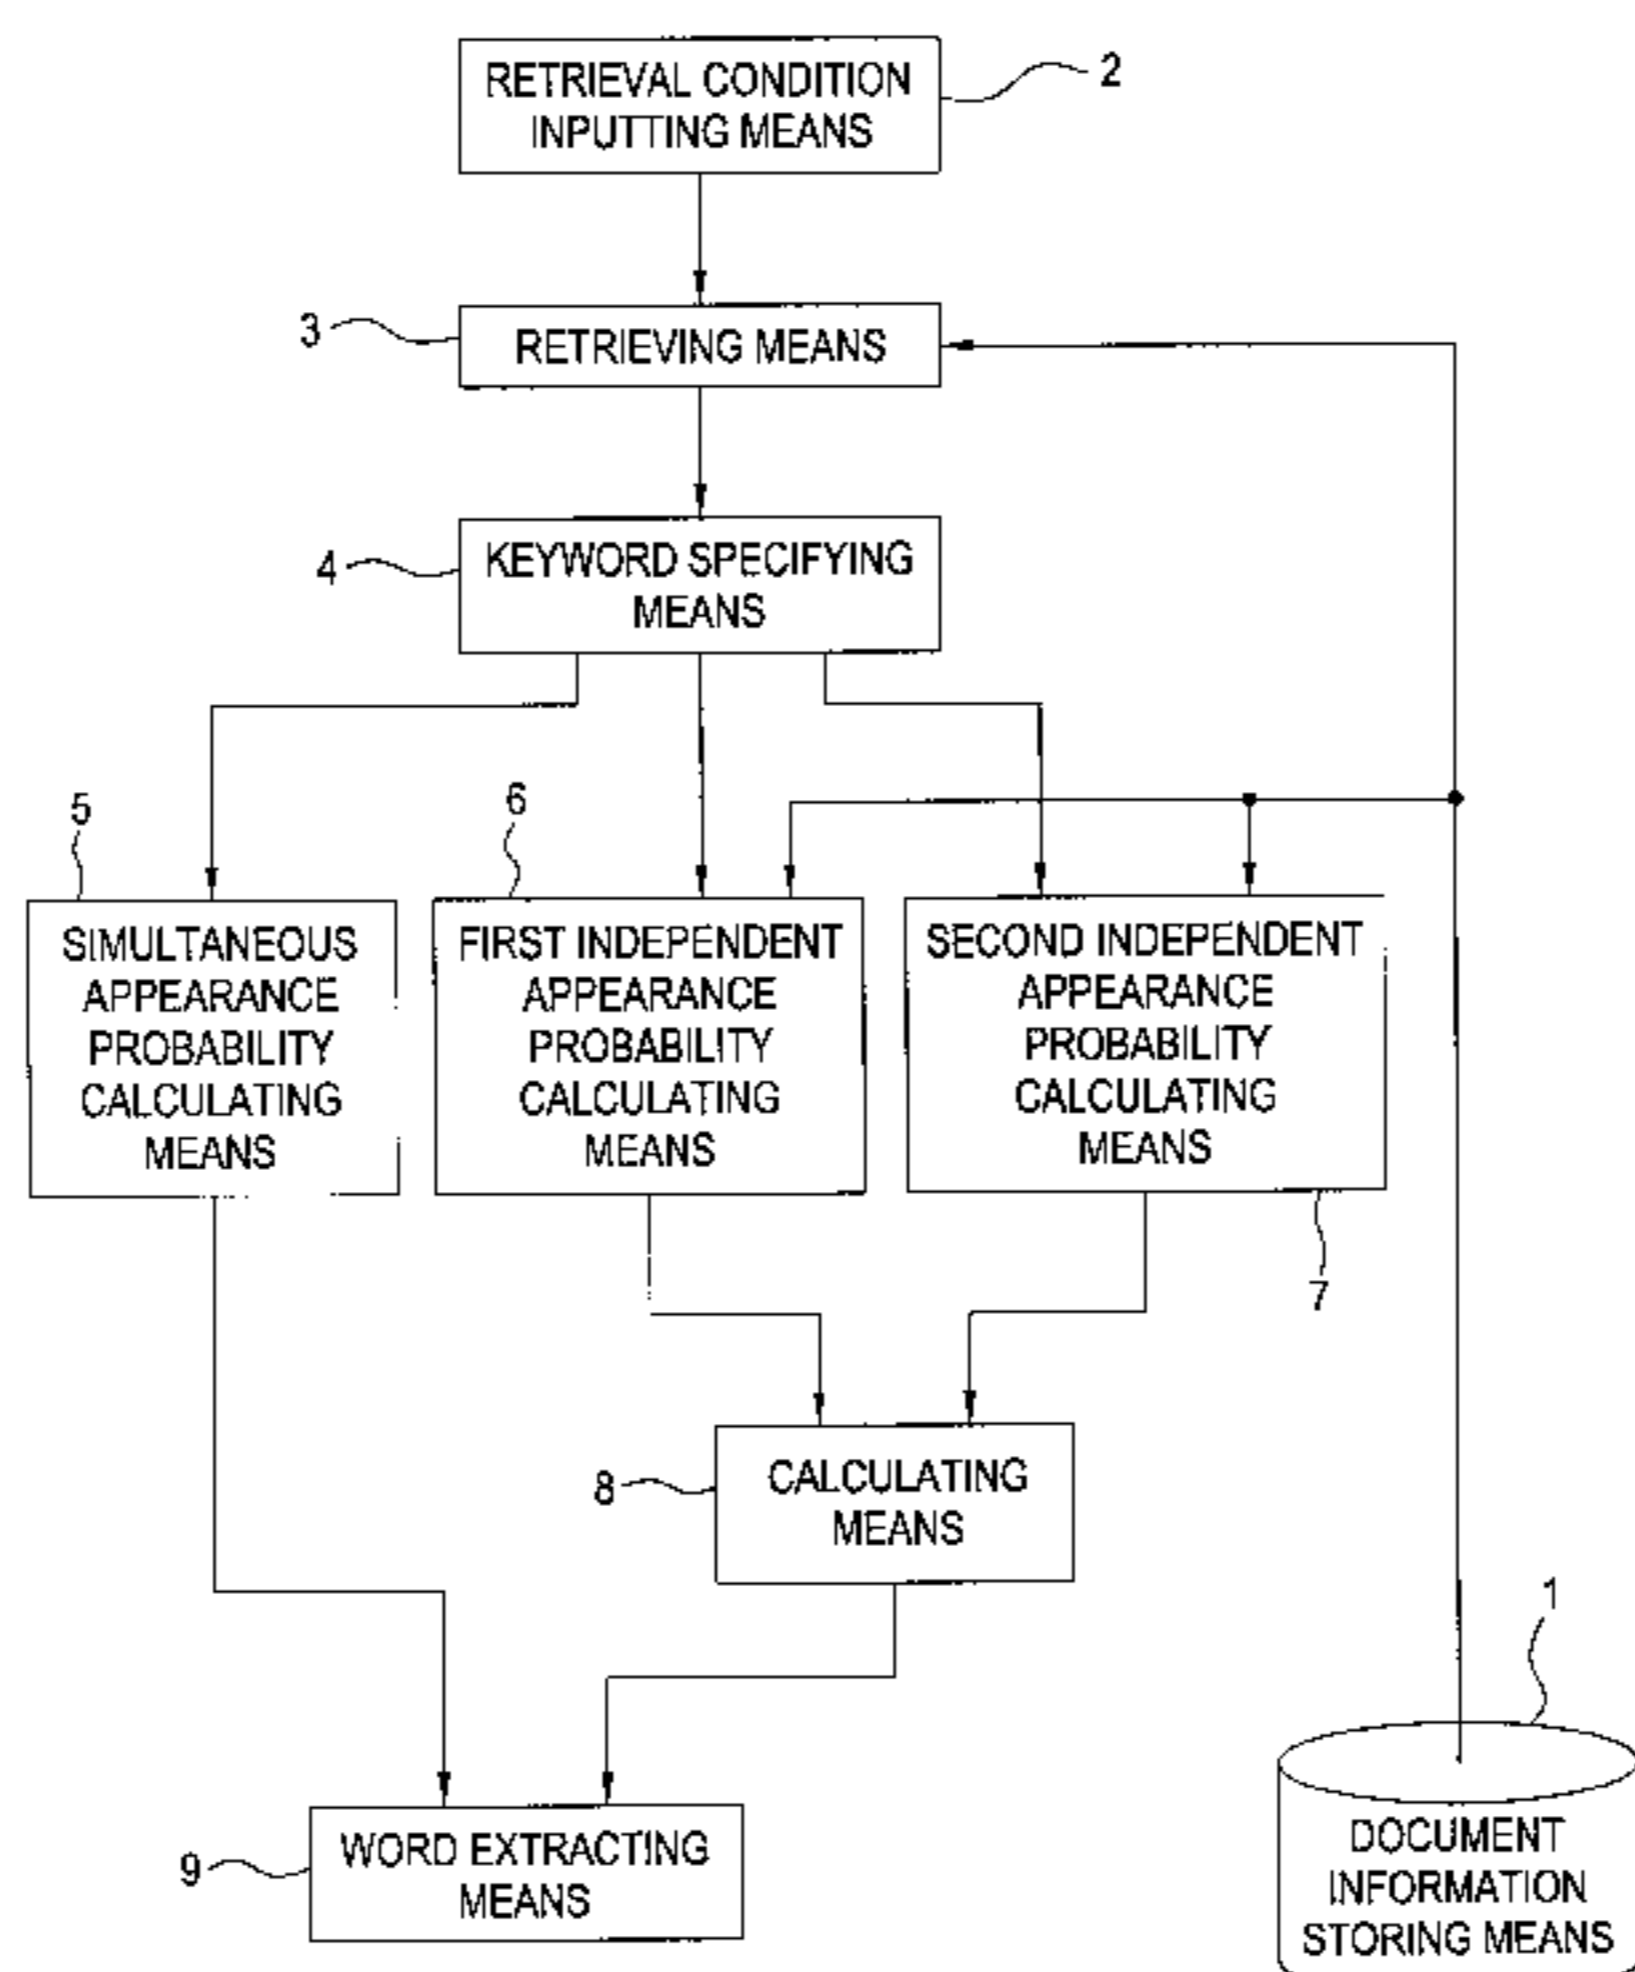 RETRIEVAL CONDITION
INPUTTING MEANS
2
3
RETRIEVING MEANS
4
KEYWORD SPECIFYING
MEANS
5
6
SIMULTANEOUS
APPEARANCE
PROBABILITY
CALCULATING
MEANS
FIRST INDEPENDENT
APPEARANCE
PROBABILITY
CALCULATING
MEANS
SECOND INDEPENDENT
APPEARANCE
PROBABILITY
CALCULATING
MEANS
7
8
CALCULATING
MEANS
1
9
WORD EXTRACTING
MEANS
DOCUMENT
INFORMATION
STORING MEANS